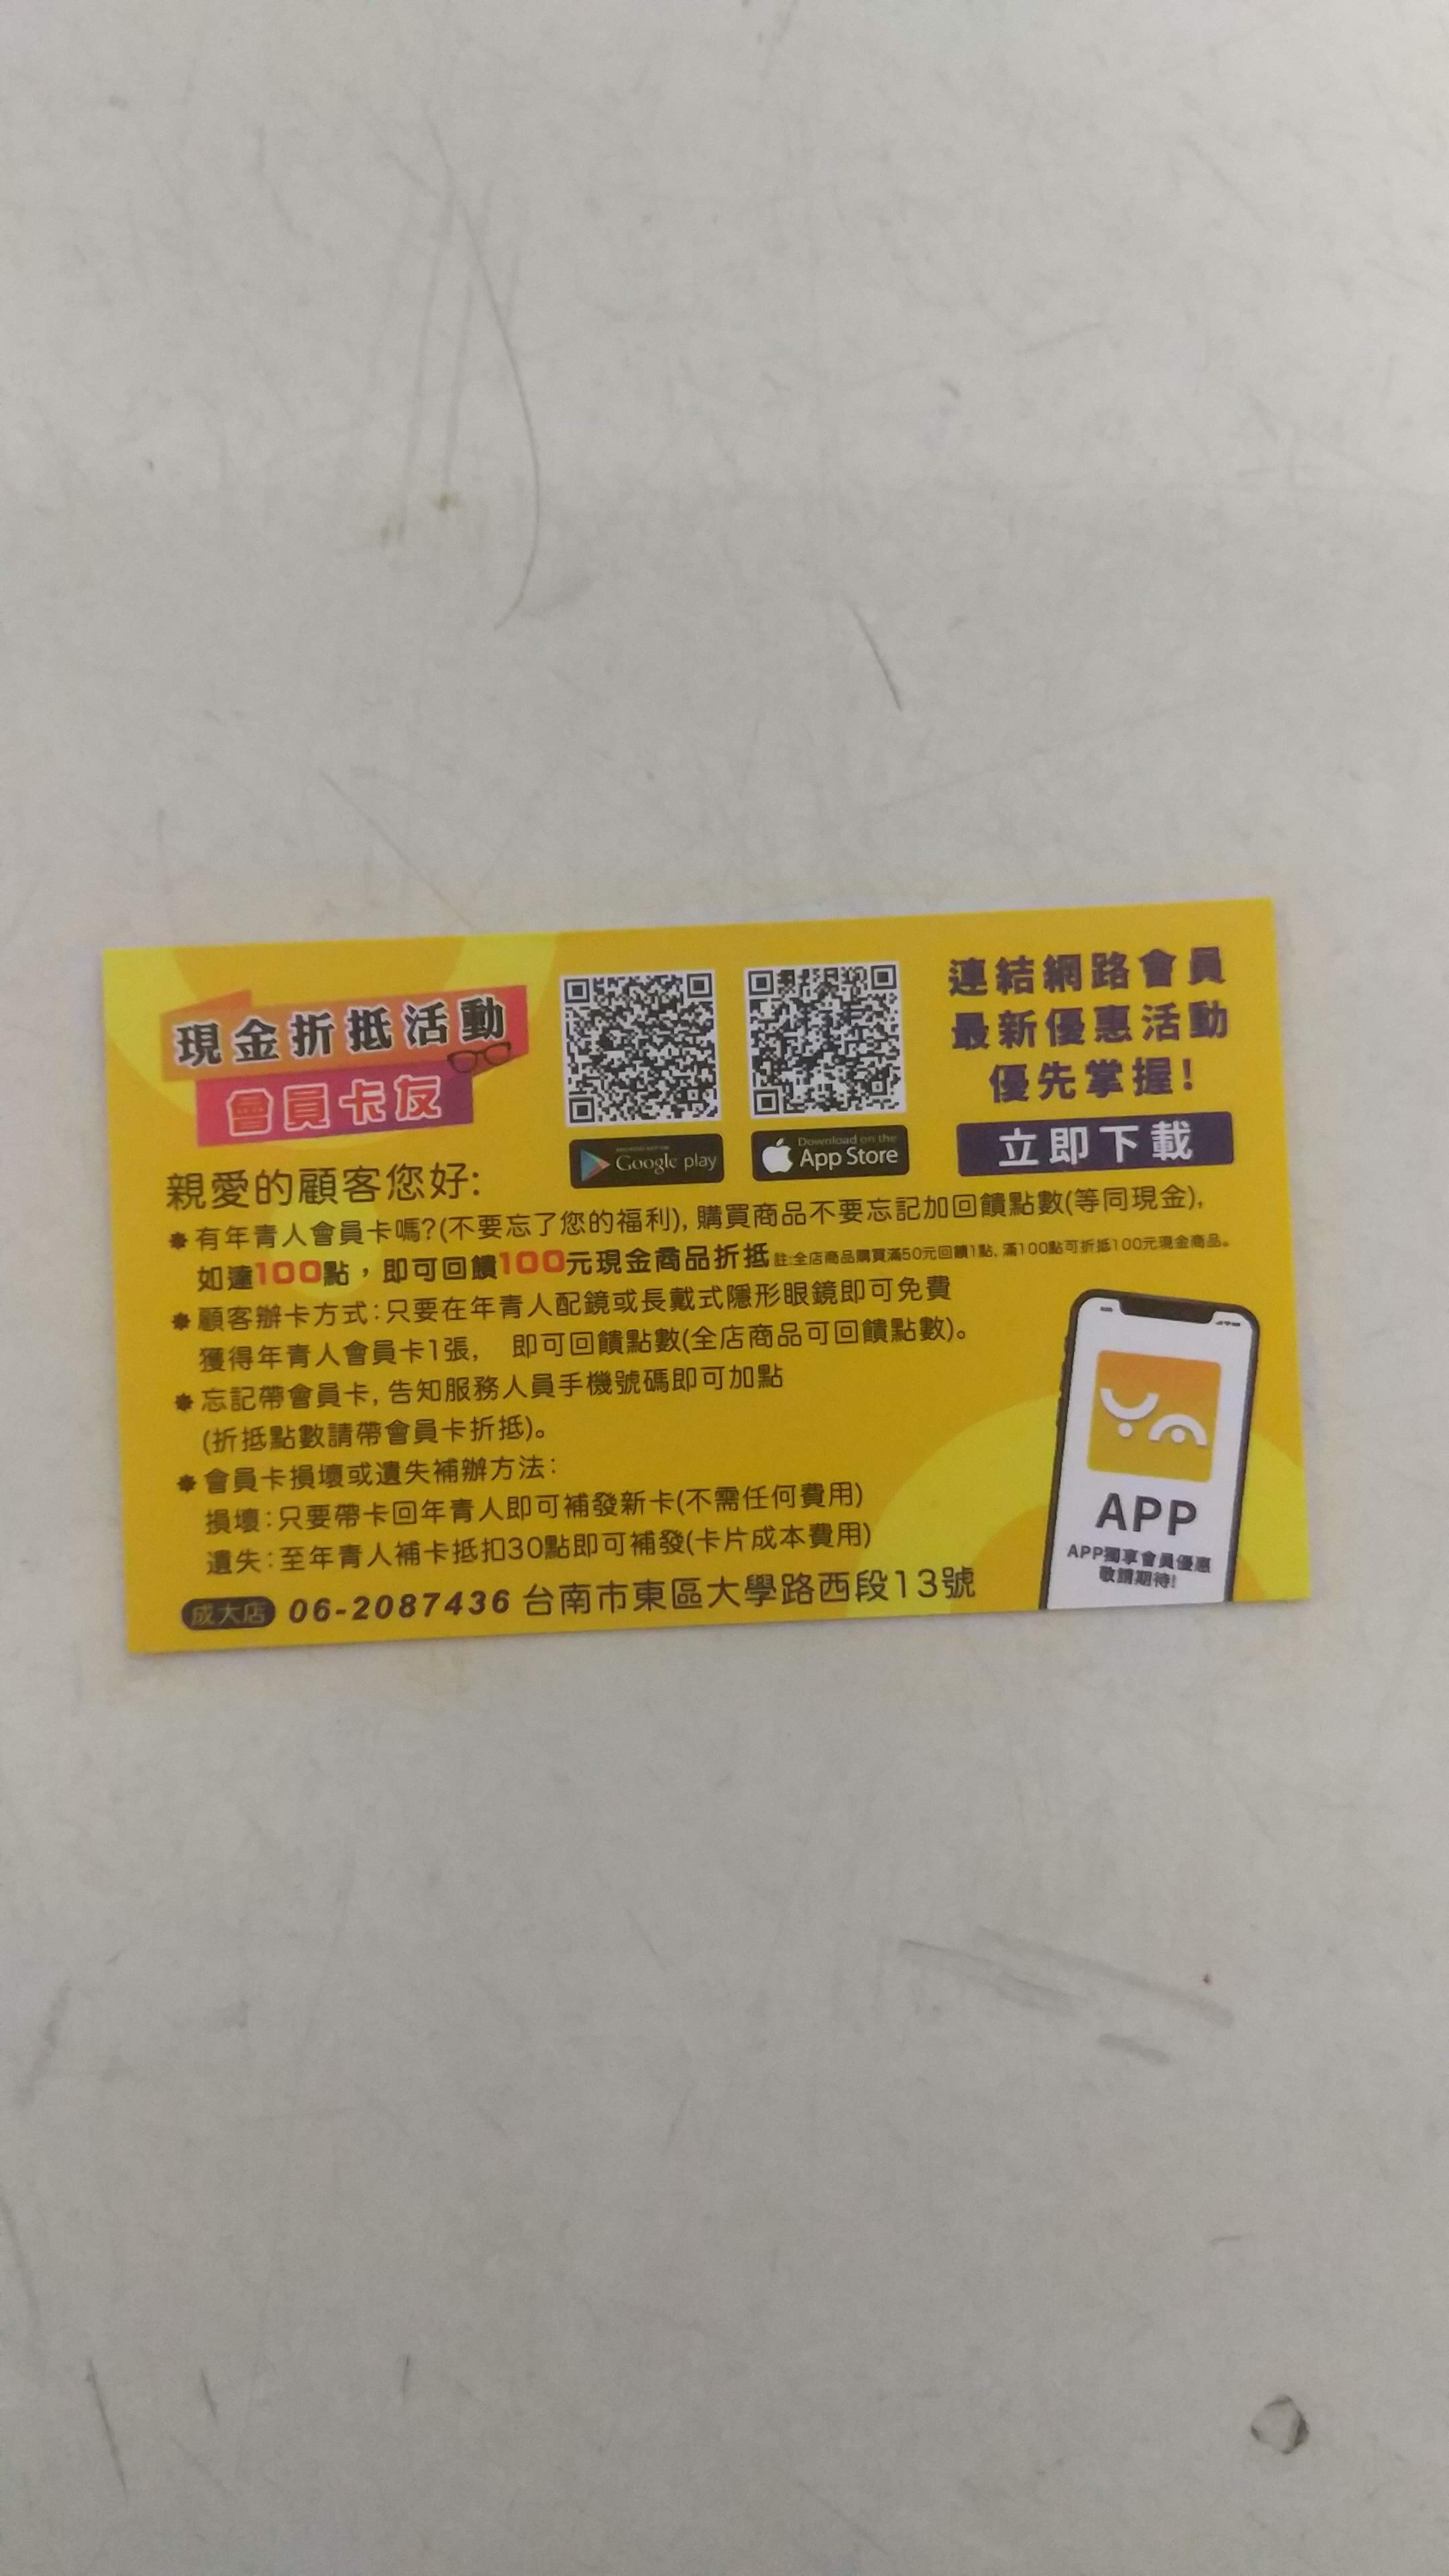 現金折抵活動
會員卡友
Google play
Download on the
App Store
連結網路會員
最新優惠活動
優先掌握!
立即下載
親愛的顧客您好:
有年青人會員卡嗎?(不要忘了您的福利), 購買商品不要忘記加回饋點數(等同現金),
如達100點，即可回饋100元現金商品折抵 註:全店商品購買滿50元回饋1點, 滿100點可折抵100元現金商品。
顧客辦卡方式:只要在年青人配鏡或長戴式隱形眼鏡即可免費
獲得年青人會員卡1張, 即可回饋點數(全店商品可回饋點數)。
忘記帶會員卡, 告知服務人員手機號碼即可加點
(折抵點數請帶會員卡折抵)。
會員卡損壞或遺失補辦方法:
損壞:只要帶卡回年青人即可補發新卡(不需任何費用)
遺失:至年青人補卡抵扣30點即可補發(卡片成本費用)
成大店 06-2087436 台南市東區大學路西段13號
APP
APP獨享會員優惠
敬請期待!